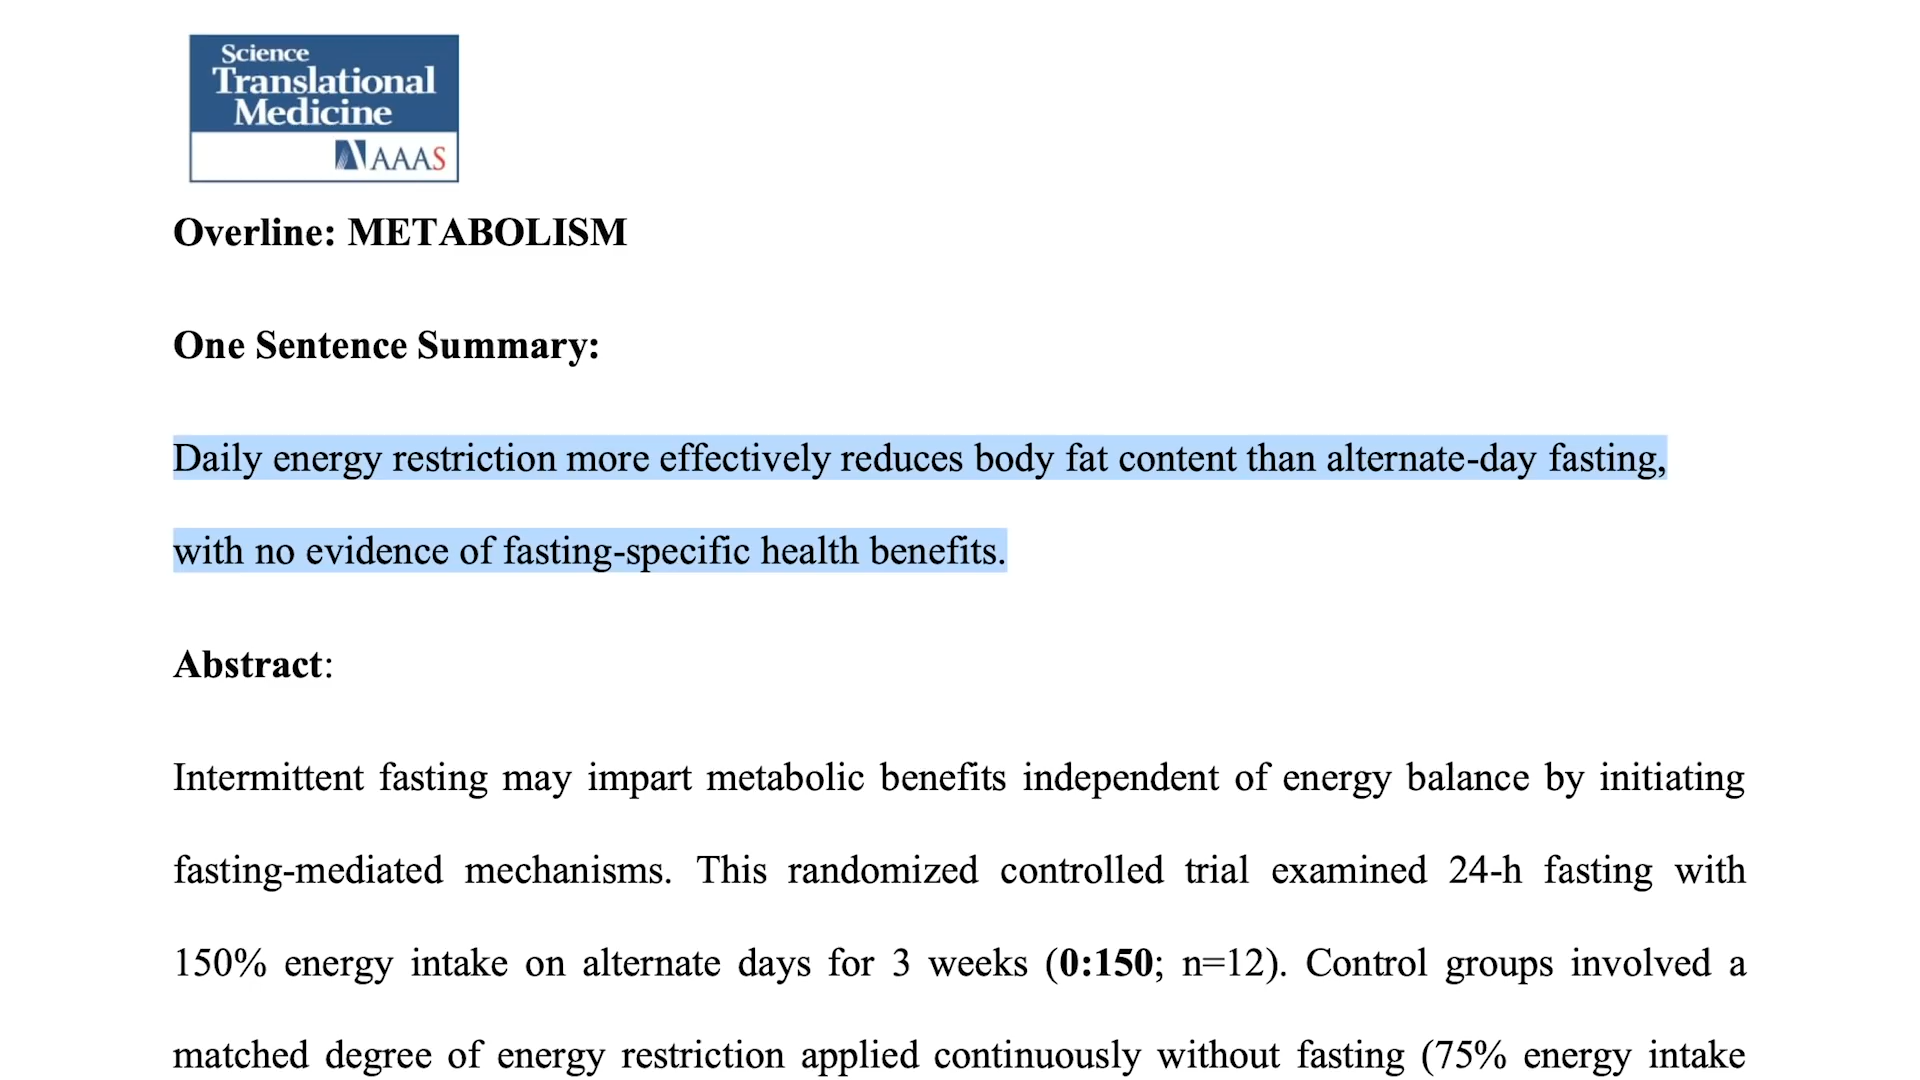 Science
Translational
Medicine
AAAS
Overline: METABOLISM
One Sentence Summary:
Daily energy restriction more effectively reduces body fat content than alternate-day fasting,
with no evidence of fasting-specific health benefits.
Abstract:
Intermittent fasting may impart metabolic benefits independent of energy balance by initiating
fasting-mediated mechanisms. This randomized controlled trial examined 24-h fasting with
150% energy intake on alternate days for 3 weeks (0:150; n=12). Control groups involved a
matched degree of energy restriction applied continuously without fasting (75% energy intake